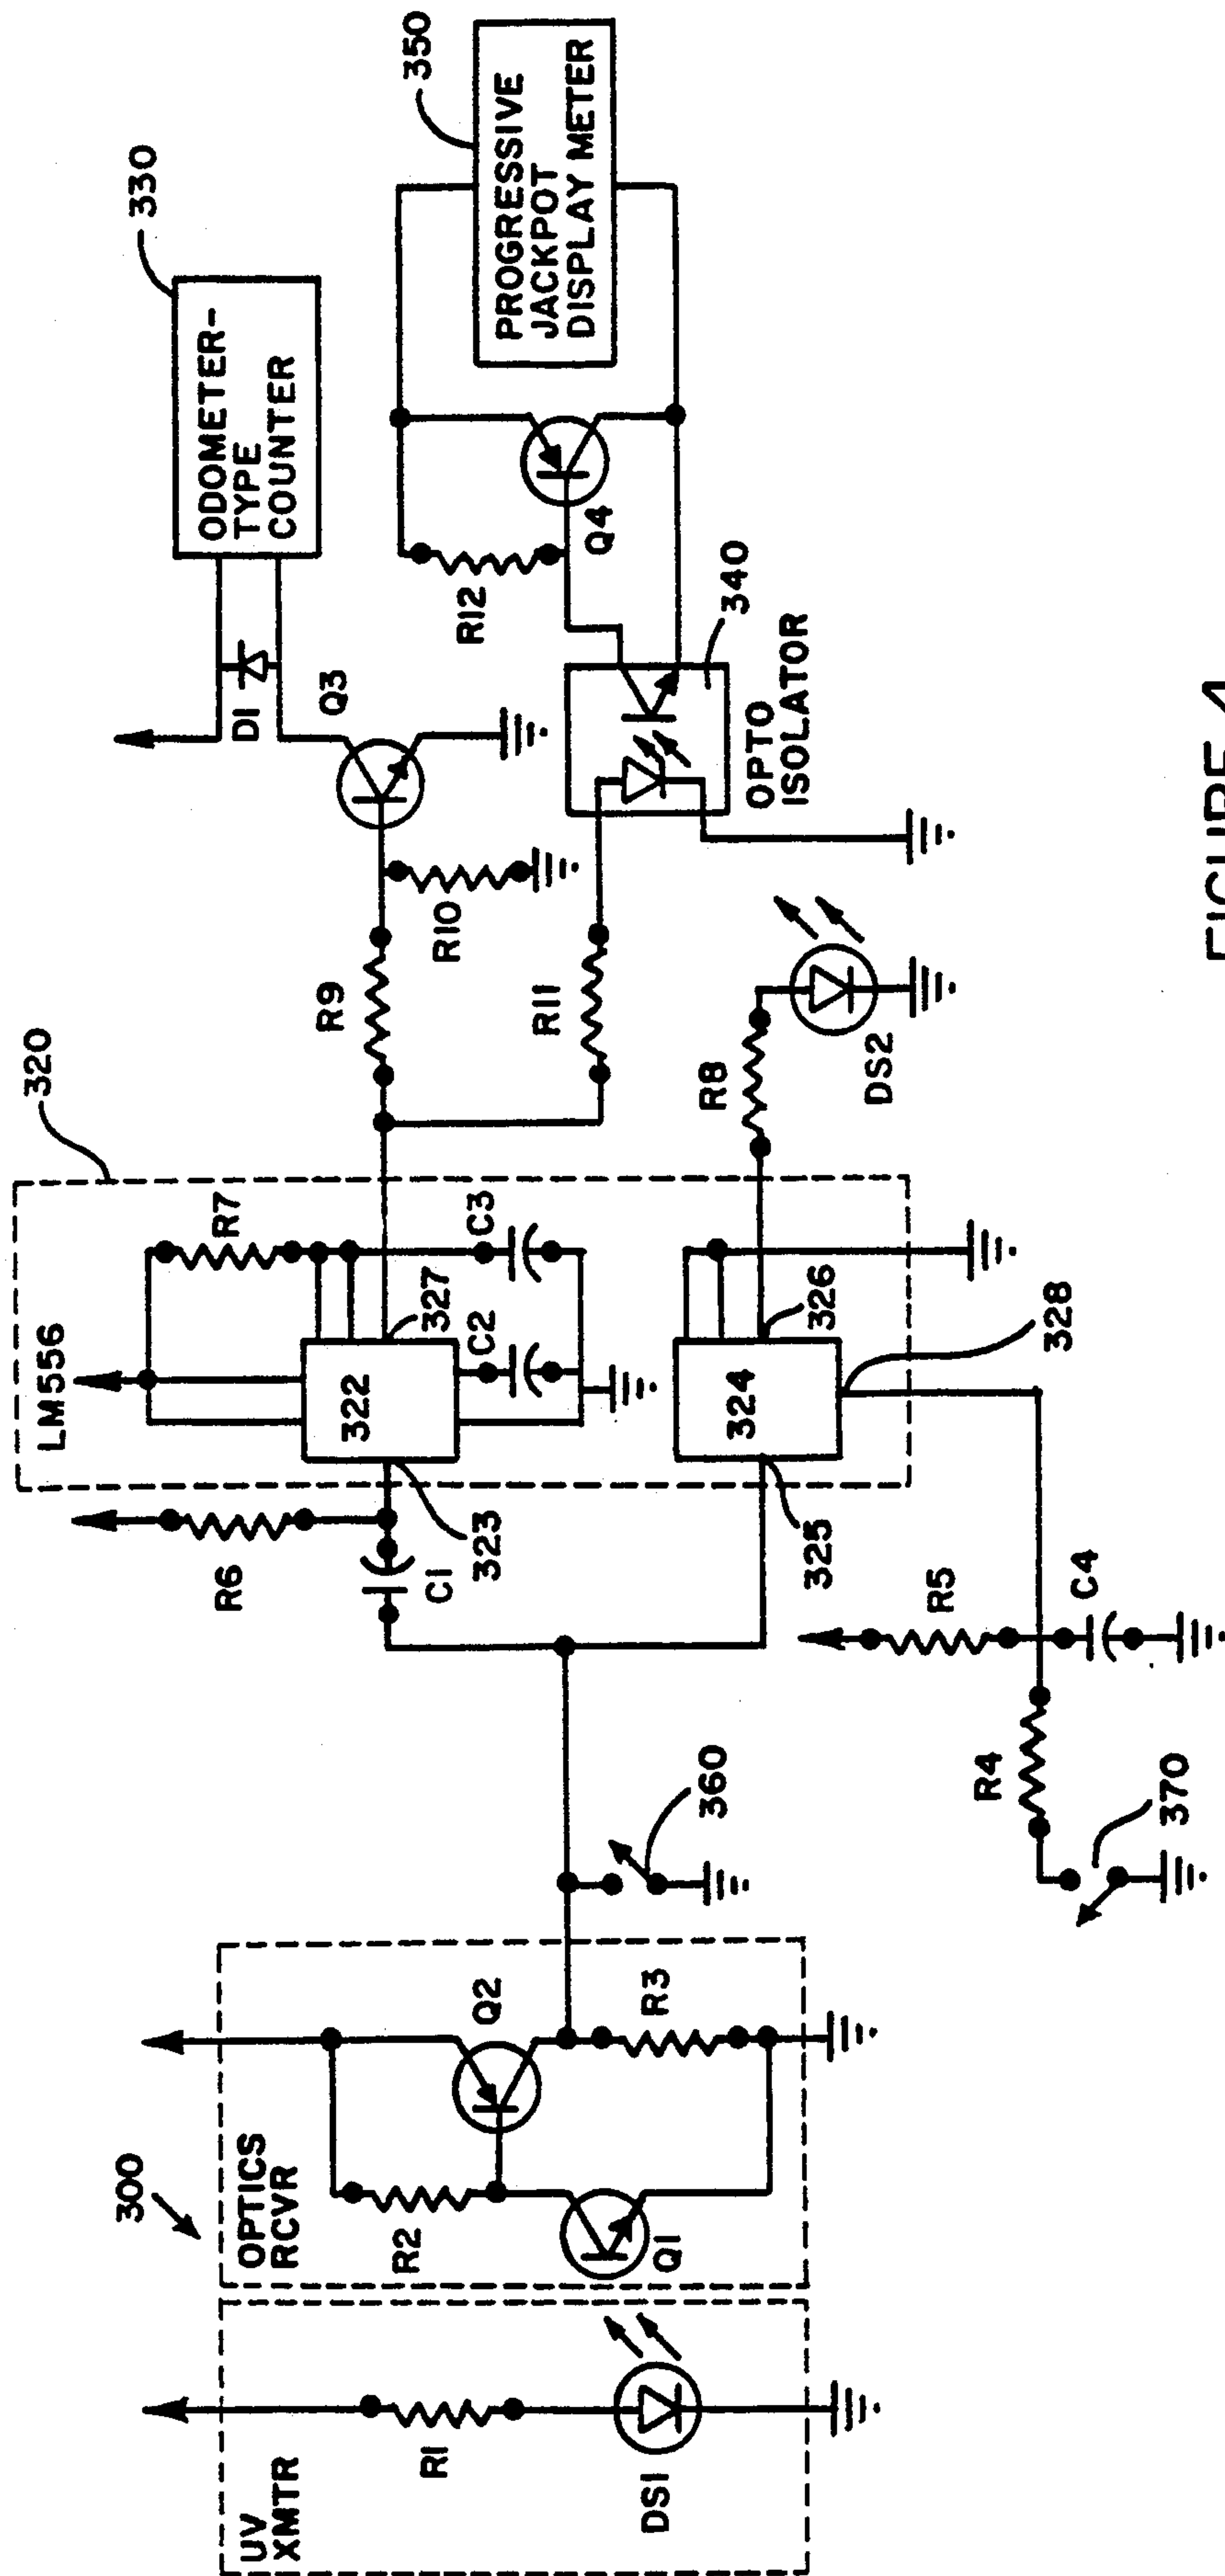 300
UV
XMTR
R1
DS1
OPTICS
RCVR
R2
Q1
Q2
R3
360
R4
370
R5
C4
R6
C1
323
325
320
LM556
322
R7
327
C2
C3
324
326
328
R8
DS2
R9
R10
R11
Q3
D1
330
ODOMETER-
TYPE
COUNTER
OPTO
ISOLATOR
340
R12
Q4
350
PROGRESSIVE
JACKPOT
DISPLAY METER
FIGURE 4